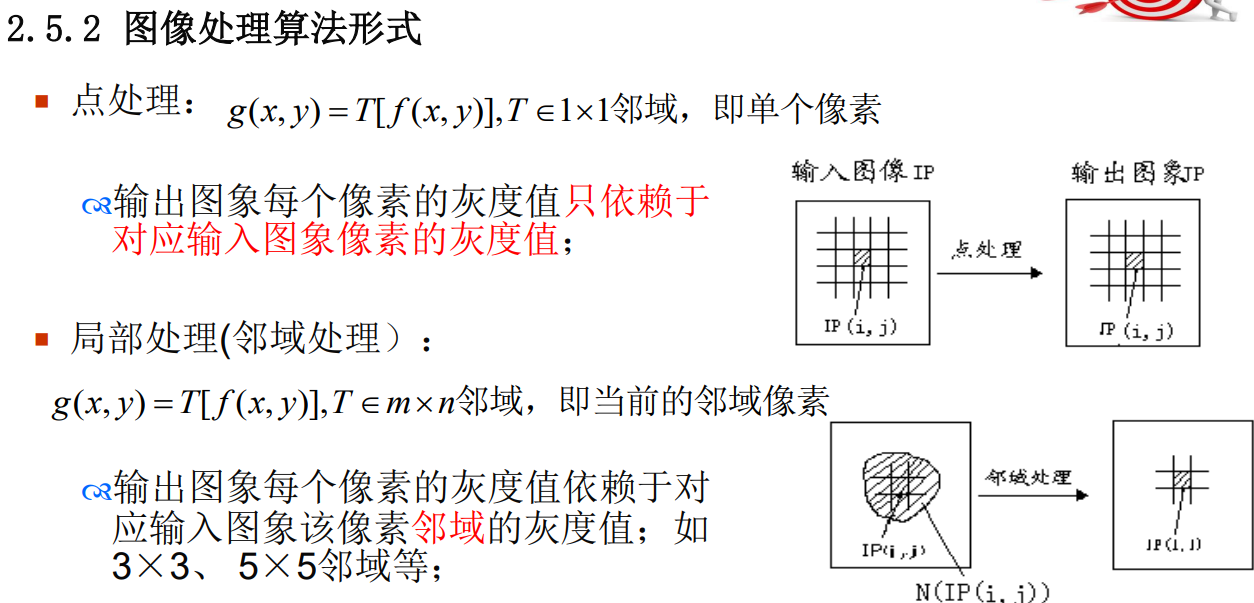 2.5.2 图像处理算法形式
点处理： g(x, y) = T[f(x, y)],T ∈1×1邻域，即单个像素
输出图象每个像素的灰度值只依赖于
对应输入图象像素的灰度值；
输入图像IP
输出图象JP
点处理
IP(i,j)
JP(i,j)
局部处理(邻域处理）：
g(x, y) = T[f(x, y)],T ∈ m×n邻域，即当前的邻域像素
输出图象每个像素的灰度值依赖于对
应输入图象该像素邻域的灰度值；如
3×3、 5×5邻域等；
邻域处理
IP(i,j)
JP(i,j)
N(IP(i,j))